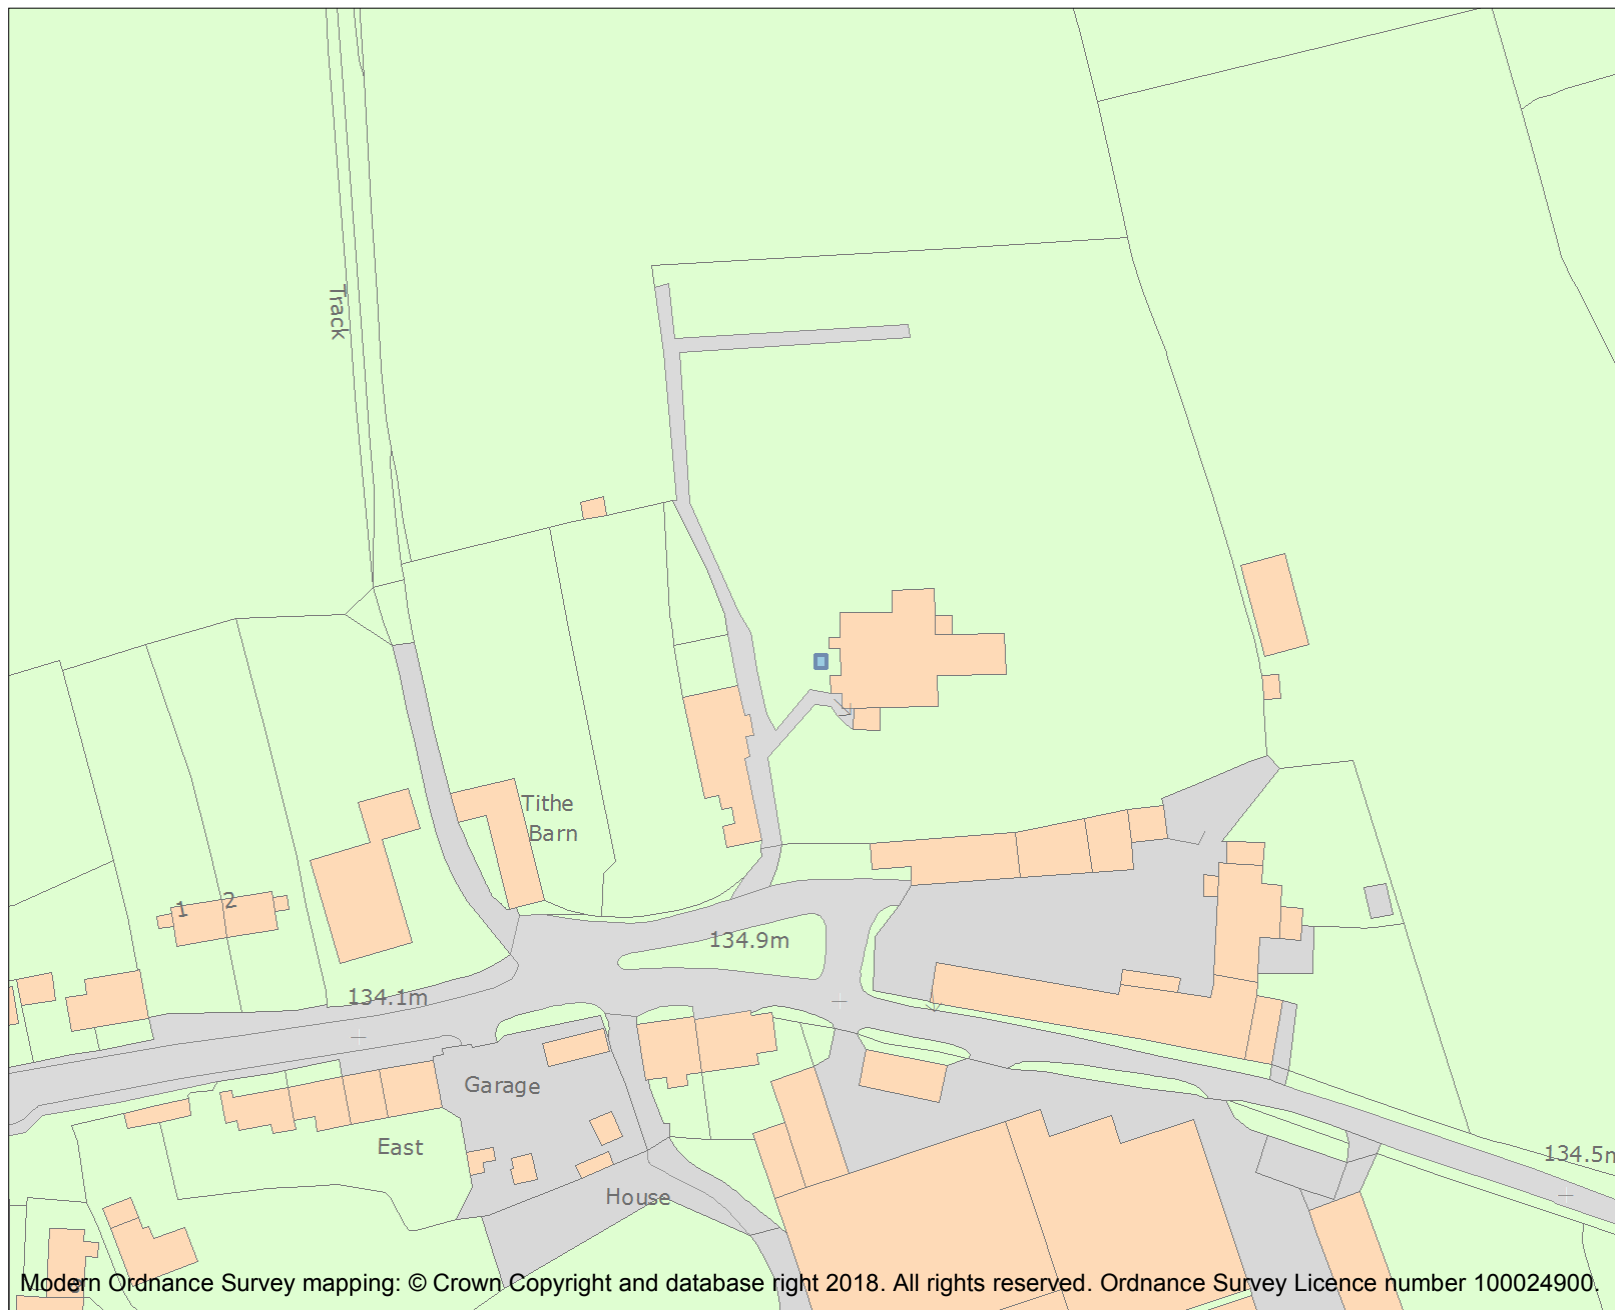 Track
Tithe
Barn
1
2
134.9m
134.1m
Garage
East
134.5m
House
Modern Ordnance Survey mapping: © Crown Copyright and database right 2018. All rights reserved. Ordnance Survey Licence number 100024900.